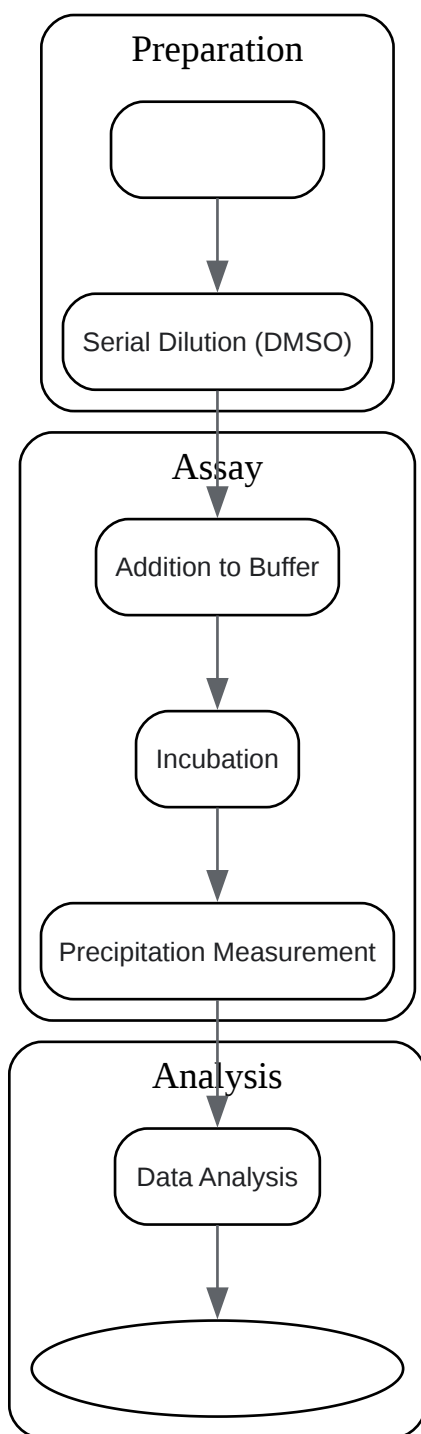 Preparation
Serial Dilution (DMSO)
Assay
Addition to Buffer
Incubation
Precipitation Measurement
Analysis
Data Analysis